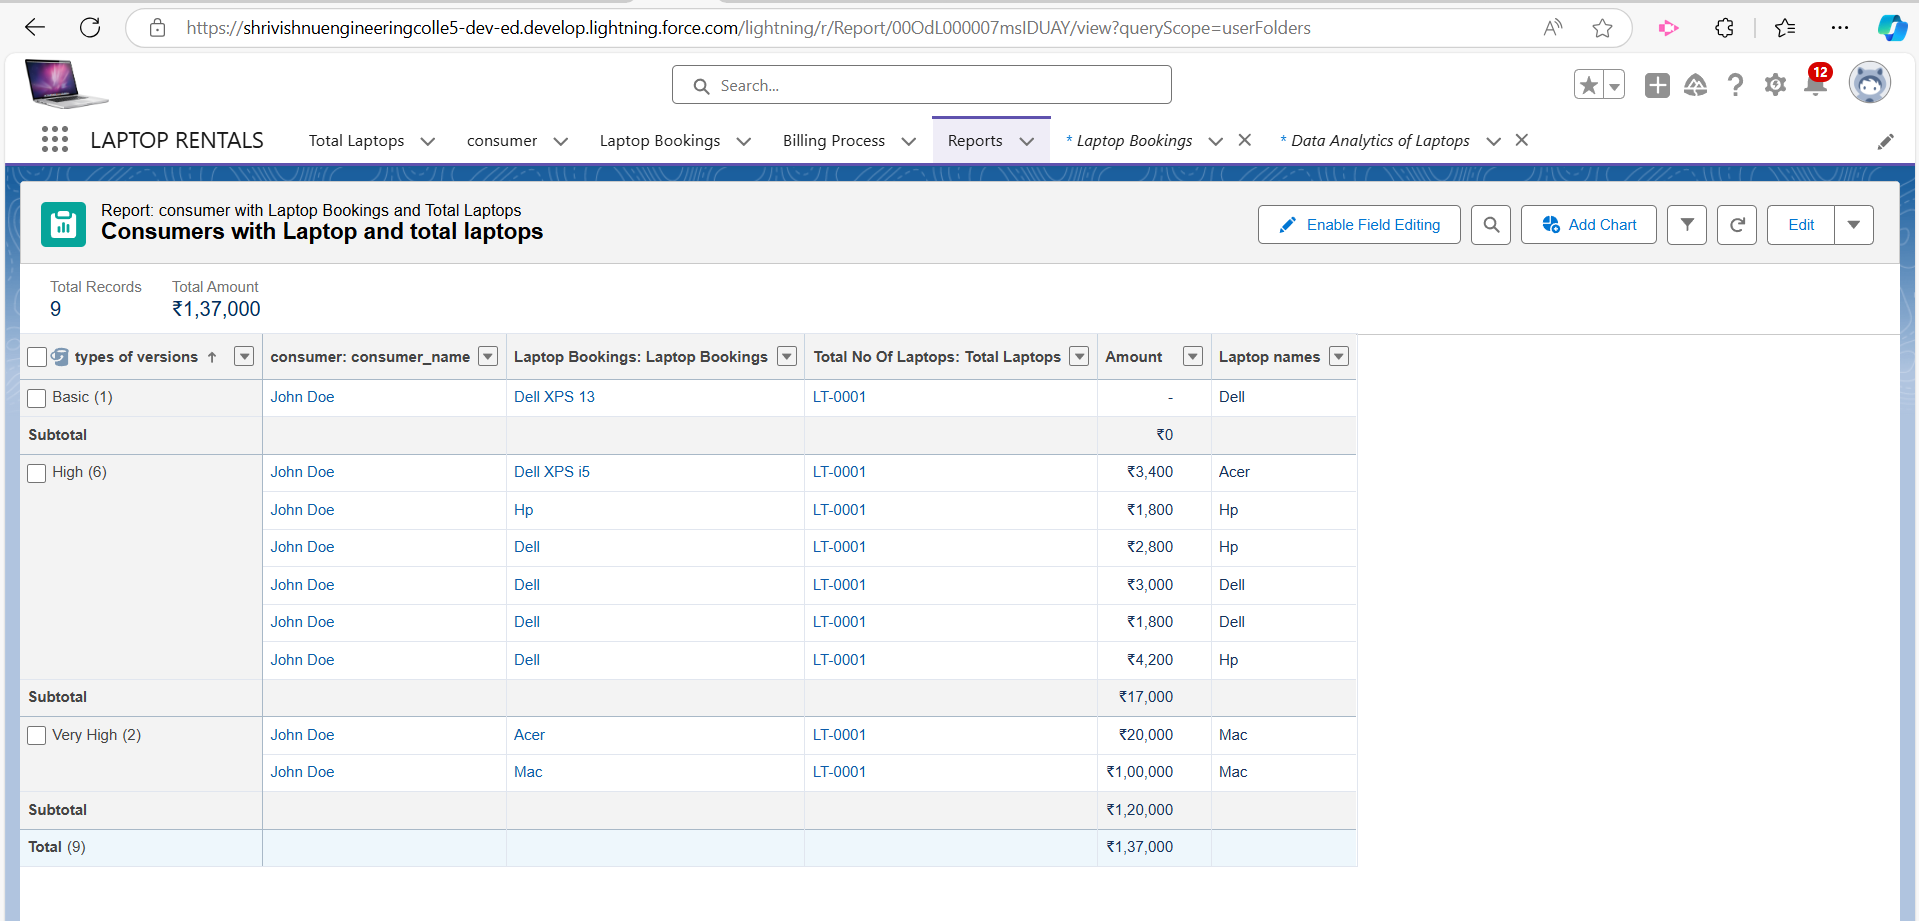 https://shrivishnuengineeringcolle5-dev-ed.develop.lightning.force.com/lightning/r/Report/00OdL000007msIDUAY/view?queryScope=userFolders
Search...
12
LAPTOP RENTALS Total Laptops consumer Laptop Bookings Billing Process Reports * Laptop Bookings * Data Analytics of Laptops
Report: consumer with Laptop Bookings and Total Laptops
Consumers with Laptop and total laptops
Enable Field Editing Add Chart Edit
Total Records Total Amount
9 ₹1,37,000
types of versions ↑ consumer: consumer_name Laptop Bookings: Laptop Bookings Total No Of Laptops: Total Laptops Amount Laptop names
Basic (1) John Doe Dell XPS 13 LT-0001 - Dell
Subtotal ₹0
High (6) John Doe Dell XPS i5 LT-0001 ₹3,400 Acer
John Doe Hp LT-0001 ₹1,800 Hp
John Doe Dell LT-0001 ₹2,800 Hp
John Doe Dell LT-0001 ₹3,000 Dell
John Doe Dell LT-0001 ₹1,800 Dell
John Doe Dell LT-0001 ₹4,200 Hp
Subtotal ₹17,000
Very High (2) John Doe Acer LT-0001 ₹20,000 Mac
John Doe Mac LT-0001 ₹1,00,000 Mac
Subtotal ₹1,20,000
Total (9) ₹1,37,000